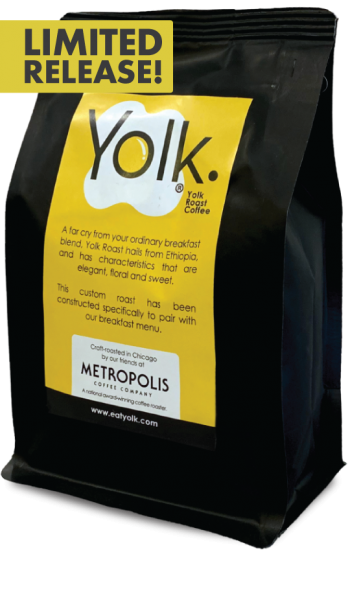 LIMITED
RELEASE!
Yolk.
®
Yolk
Roast
Coffee
A far cry from your ordinary breakfast
blend, Yolk Roast hails from Ethiopia,
and has characteristics that are
elegant, floral and sweet.
This custom roast has been
constructed specifically to pair with
our breakfast menu.
Craft-roasted in Chicago
by our friends at
METROPOLIS
COFFEE COMPANY
A national award-winning coffee roaster
www.eatyolk.com